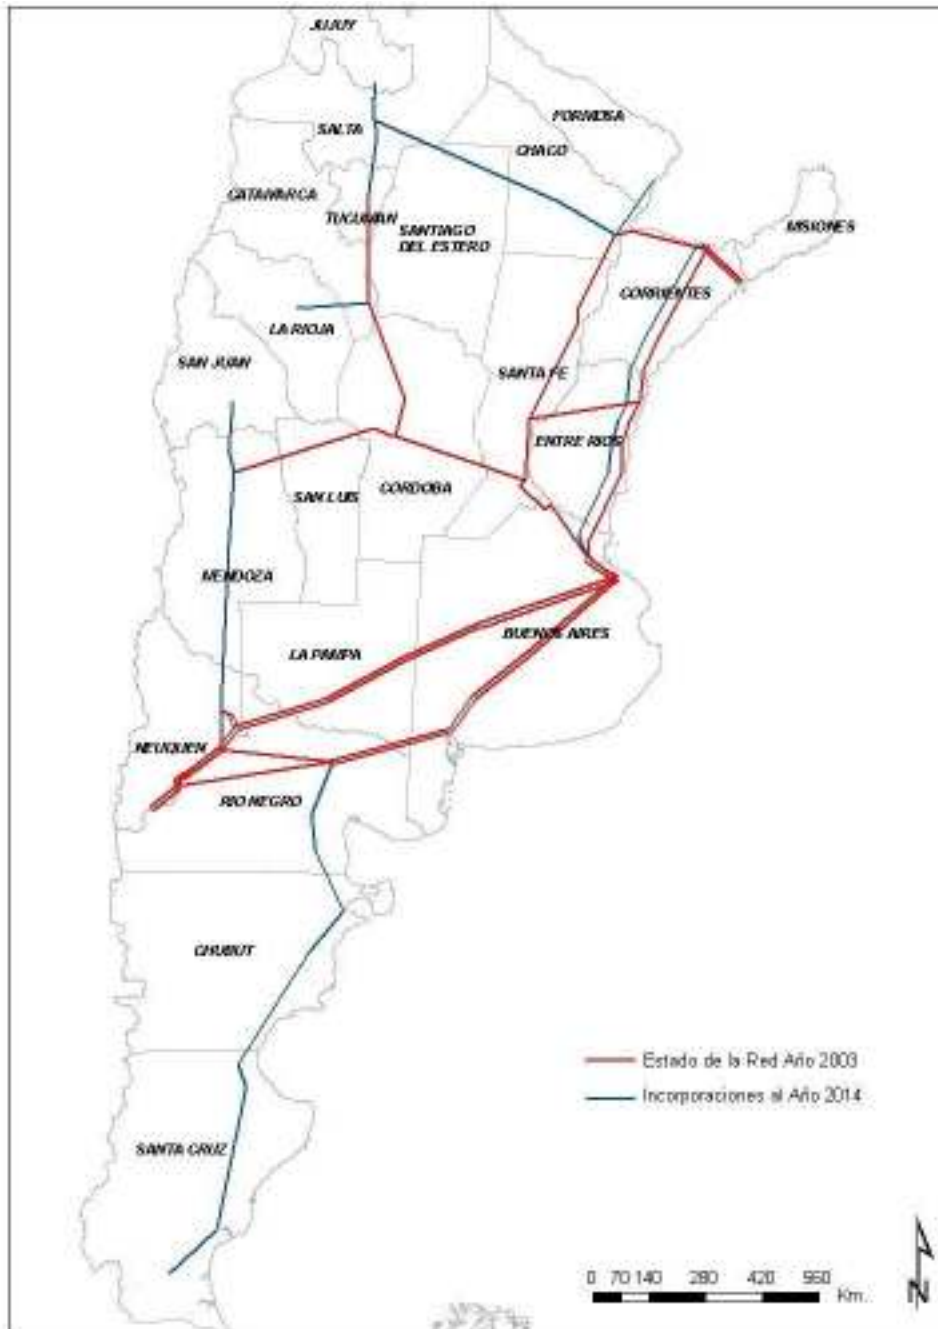 JUJUY
FORMOSA
SALTA
CHACO
CATAMARCA
TUCUMAN
SANTIAGO
DEL ESTERO
MISIONES
CORRIENTES
LA RIOJA
SAN JUAN
SANTA FE
ENTRE RIOS
SAN LUIS
CORDOBA
MENDOZA
BUENOS AIRES
LA PAMPA
NEUQUEN
RIO NEGRO
CHUBUT
Estado de la Red Año 2003
Incorporaciones al Año 2014
SANTA CRUZ
0 70 140 280 420 560
Km.
N